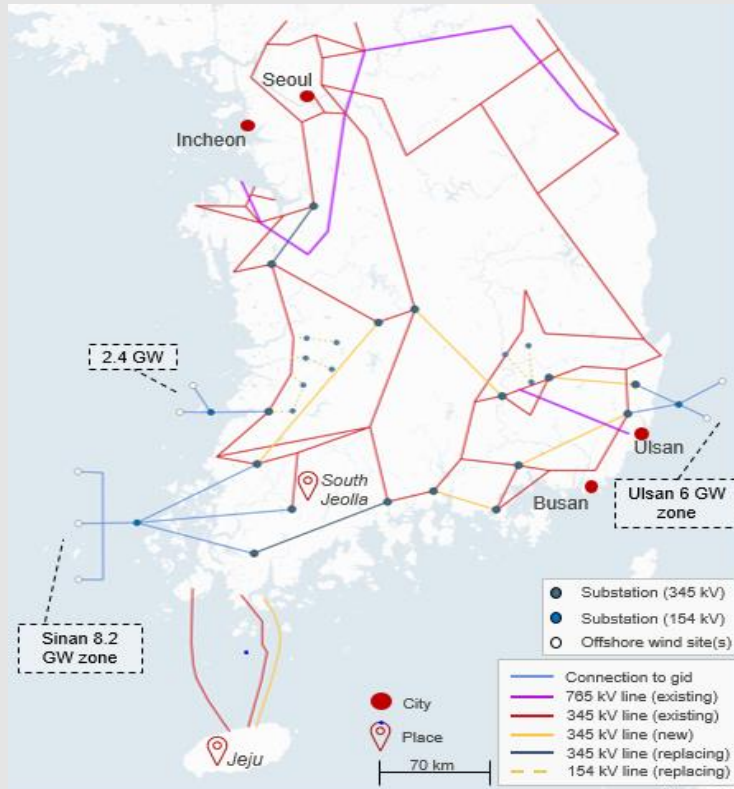 Seoul
Incheon
2.4 GW
South
Jeolla
Ulsan
Busan
Ulsan 6 GW
zone
Sinan 8.2
GW zone
Jeju
City
Place
70 km
Substation (345 kV)
Substation (154 kV)
Offshore wind site(s)
Connection to gid
765 kV line (existing)
345 kV line (existing)
345 kV line (new)
345 kV line (replacing)
154 kV line (replacing)